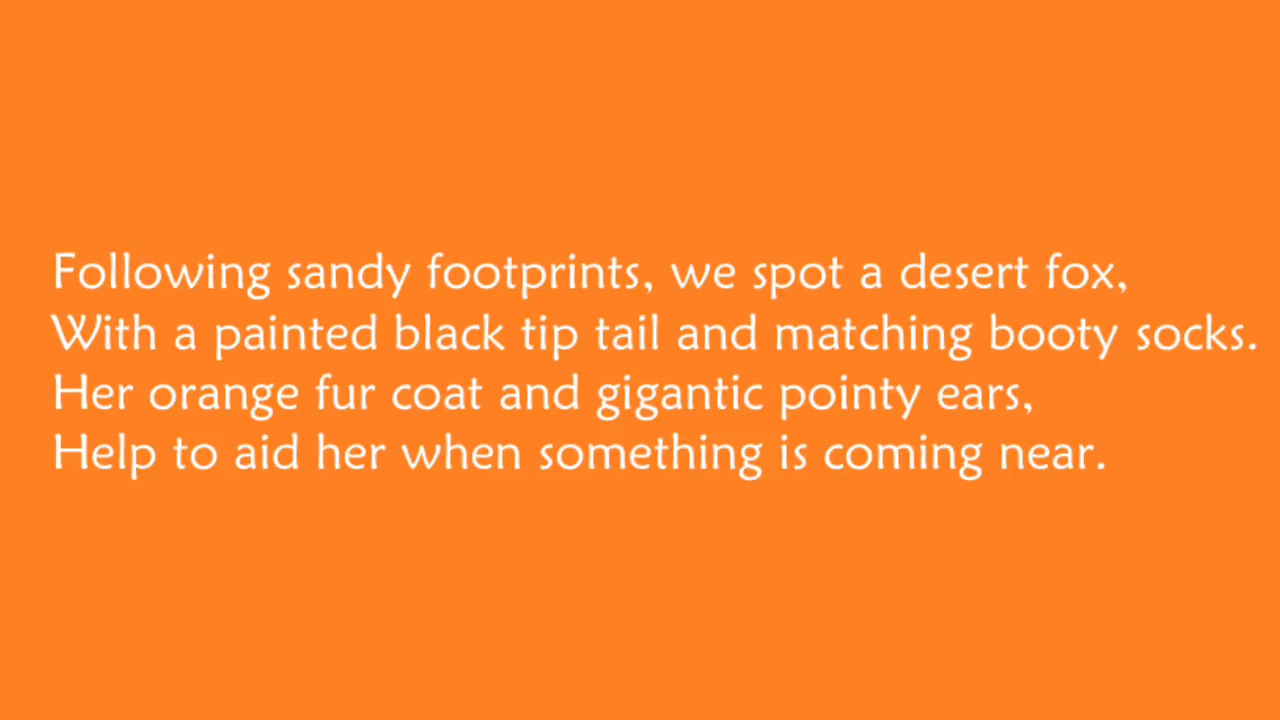 Following sandy footprints, we spot a desert fox,
With a painted black tip tail and matching booty socks.
Her orange fur coat and gigantic pointy ears,
Help to aid her when something is coming near.